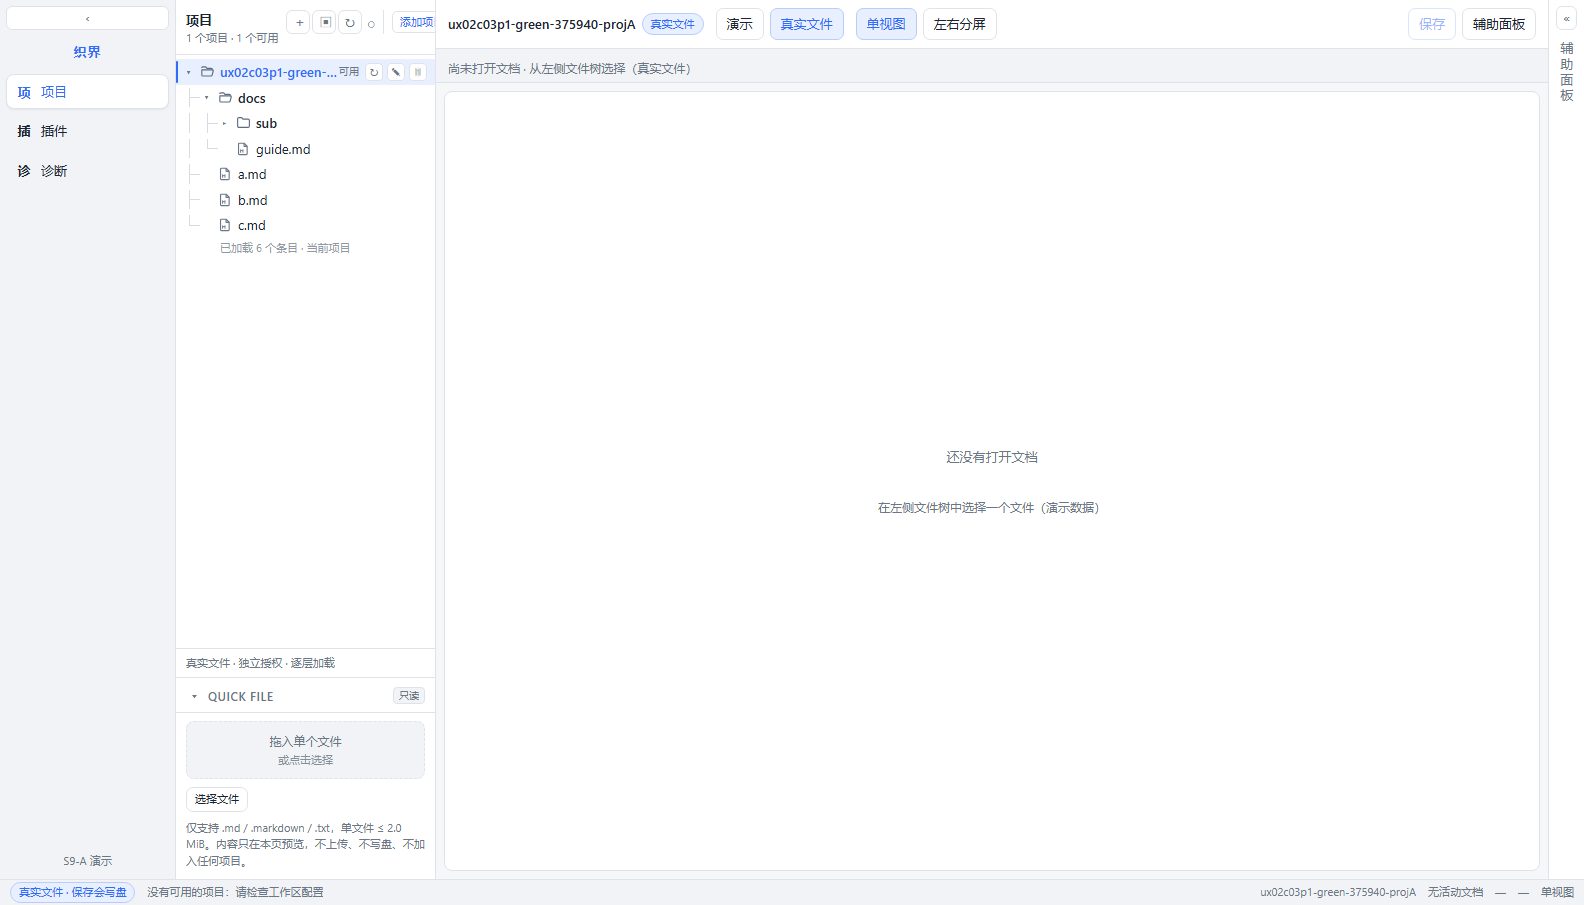 ‹
织界
项 项目
插 插件
诊 诊断
S9-A 演示
项目
1 个项目 · 1 个可用
添加项
ux02c03p1-green-... 可用
docs
sub
guide.md
a.md
b.md
c.md
已加载 6 个条目 · 当前项目
真实文件 · 独立授权 · 逐层加载
QUICK FILE 只读
拖入单个文件
或点击选择
选择文件
仅支持 .md / .markdown / .txt，单文件 ≤ 2.0
MiB。内容只在本页预览，不上传、不写盘、不加
入任何项目。
ux02c03p1-green-375940-projA 真实文件 演示 真实文件 单视图 左右分屏 保存 辅助面板
尚未打开文档 · 从左侧文件树选择（真实文件）
还没有打开文档
在左侧文件树中选择一个文件（演示数据）
«
辅
助
面
板
真实文件 · 保存会写盘 没有可用的项目：请检查工作区配置 ux02c03p1-green-375940-projA 无活动文档 — — 单视图